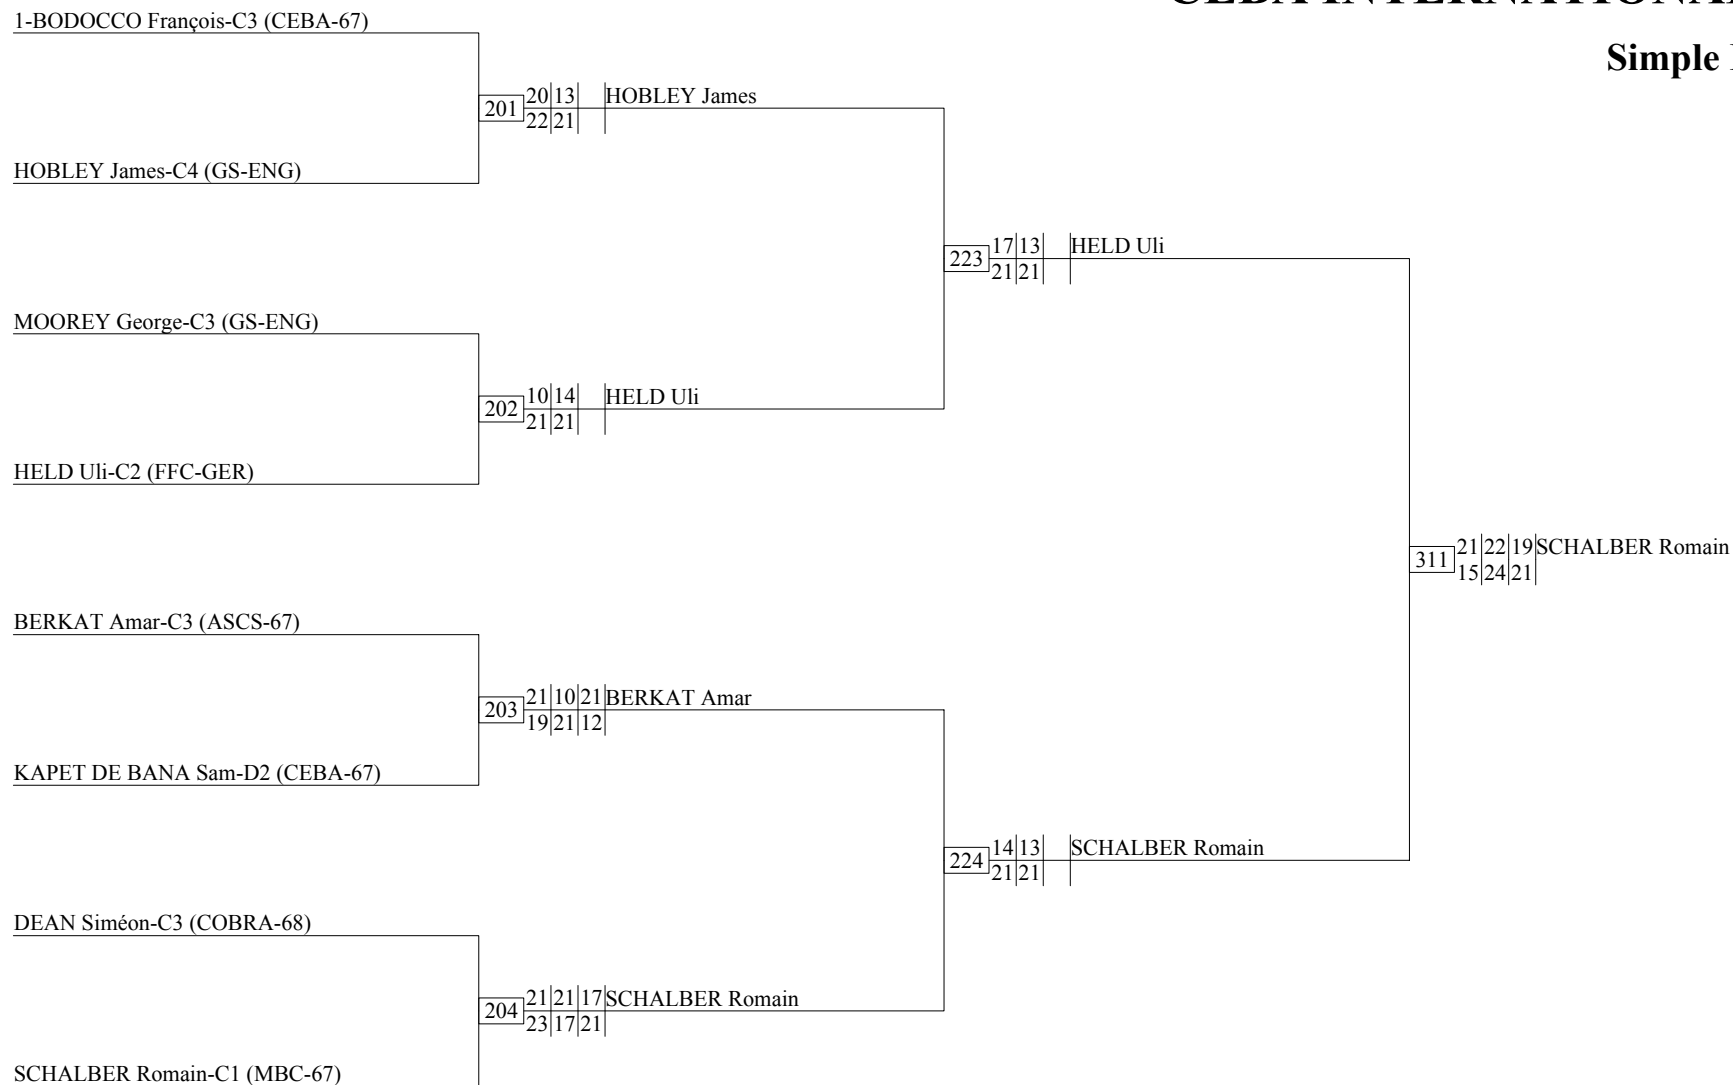 CEBA INTERNATIONAL
Simple
1-BODOCCO François-C3 (CEBA-67)
201 20 13 HOBLEY James
22 21
HOBLEY James-C4 (GS-ENG)
223 17 13 HELD Uli
21 21
MOOREY George-C3 (GS-ENG)
202 10 14 HELD Uli
21 21
HELD Uli-C2 (FFC-GER)
311 21 22 19 SCHALBER Romain
15 24 21
BERKAT Amar-C3 (ASCS-67)
203 21 10 21 BERKAT Amar
19 21 12
KAPET DE BANA Sam-D2 (CEBA-67)
224 14 13 SCHALBER Romain
21 21
DEAN Siméon-C3 (COBRA-68)
204 21 21 17 SCHALBER Romain
23 17 21
SCHALBER Romain-C1 (MBC-67)